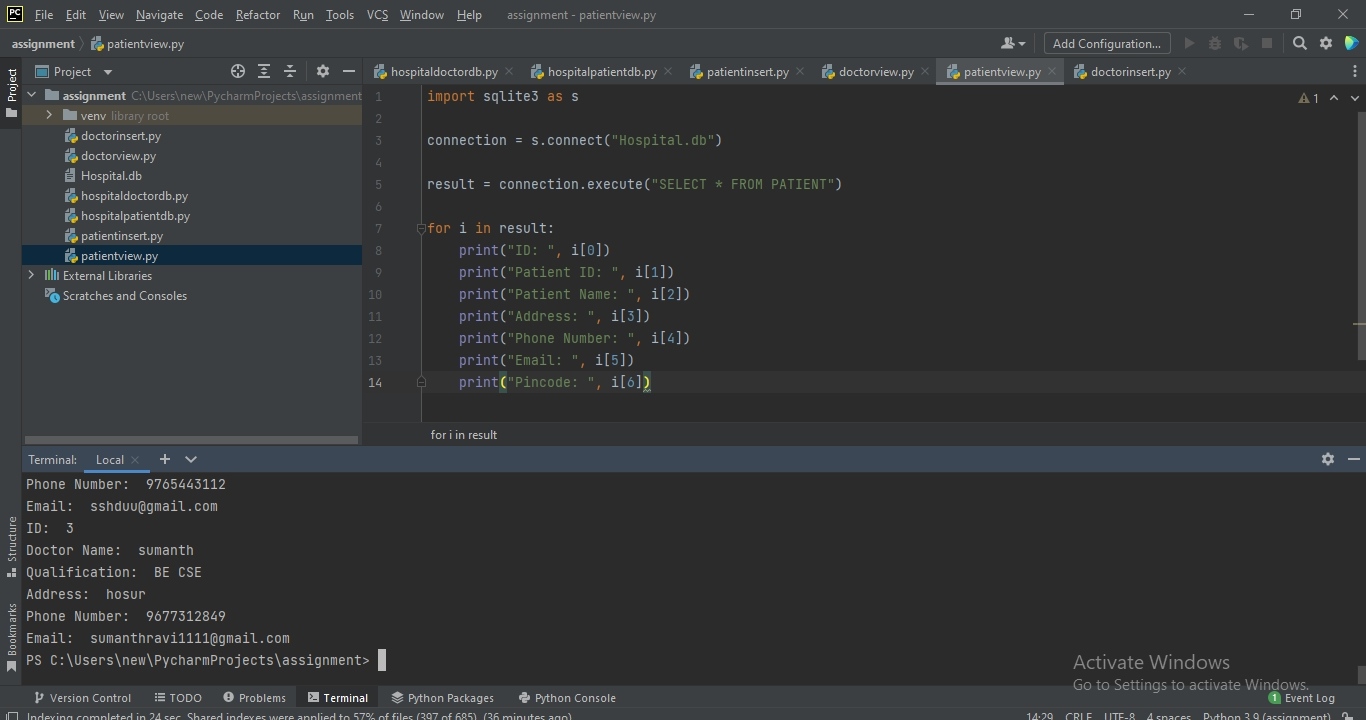 PC File Edit View Navigate Code Refactor Run Tools VCS Window Help assignment - patientview.py
assignment patientview.py Add Configuration...
Project hospitaldoctordb.py hospitalpatientdb.py patientinsert.py doctorview.py patientview.py doctorinsert.py
Project
assignment C:\Users\new\PycharmProjects\assignment
venv library root
doctorinsert.py
doctorview.py
Hospital.db
hospitaldoctordb.py
hospitalpatientdb.py
patientinsert.py
patientview.py
External Libraries
Scratches and Consoles
1 import sqlite3 as s
2
3 connection = s.connect("Hospital.db")
4
5 result = connection.execute("SELECT * FROM PATIENT")
6
7 for i in result:
8 print("ID: ", i[0])
9 print("Patient ID: ", i[1])
10 print("Patient Name: ", i[2])
11 print("Address: ", i[3])
12 print("Phone Number: ", i[4])
13 print("Email: ", i[5])
14 print("Pincode: ", i[6])
1
for i in result
Terminal: Local
Phone Number:  9765443112
Email:  sshduu@gmail.com
ID:  3
Doctor Name:  sumanth
Qualification:  BE CSE
Address:  hosur
Phone Number:  9677312849
Email:  sumanthravi1111@gmail.com
PS C:\Users\new\PycharmProjects\assignment>
Structure
Bookmarks
Activate Windows
Go to Settings to activate Windows.
Version Control TODO Problems Terminal Python Packages Python Console 1 Event Log
Indexing completed in 24 sec. Shared indexes were applied to 57% of files (397 of 685). (36 minutes ago) 14:29 CRLF UTF-8 4 spaces Python 3.9 (assignment)